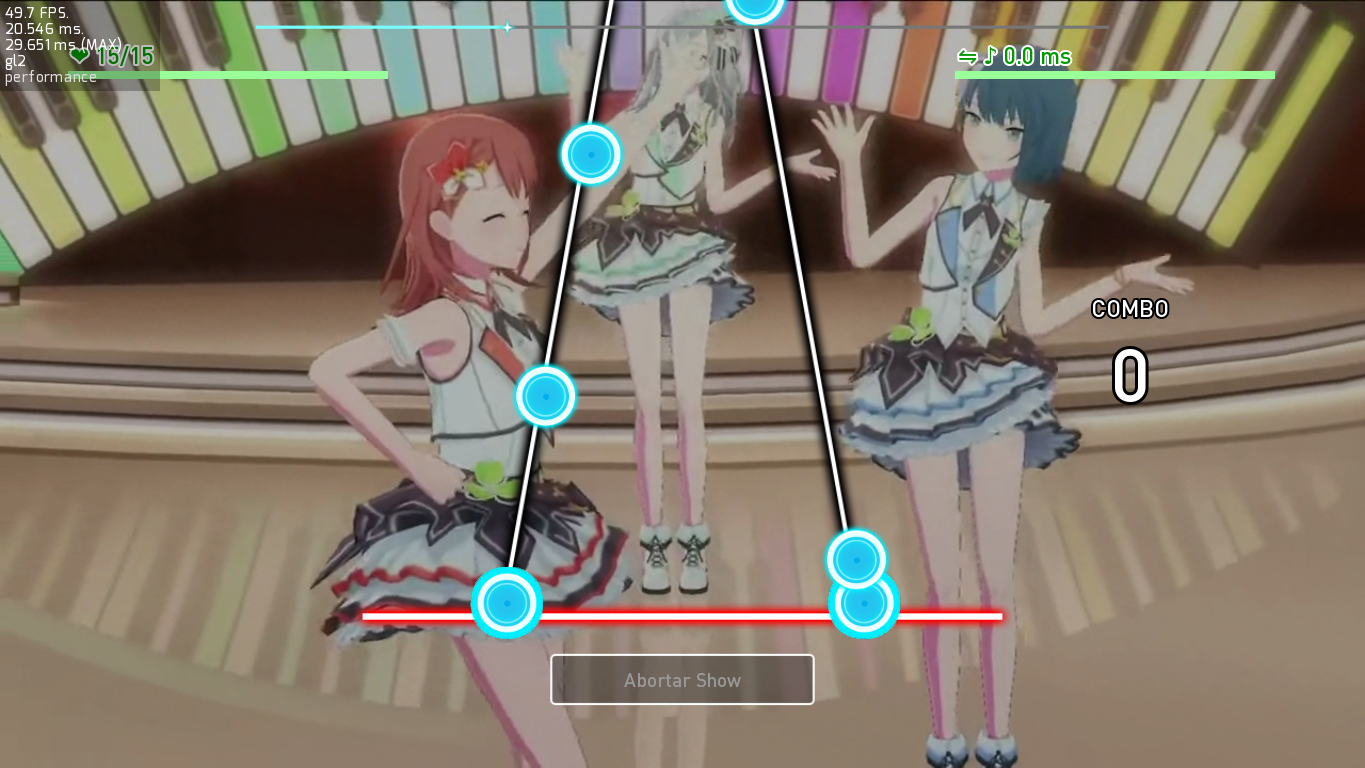 49.7 FPS.
20.546 ms.
29.651 ms (MAX)
gl2
performance
15/15
0.0 ms
COMBO
0
Abortar Show